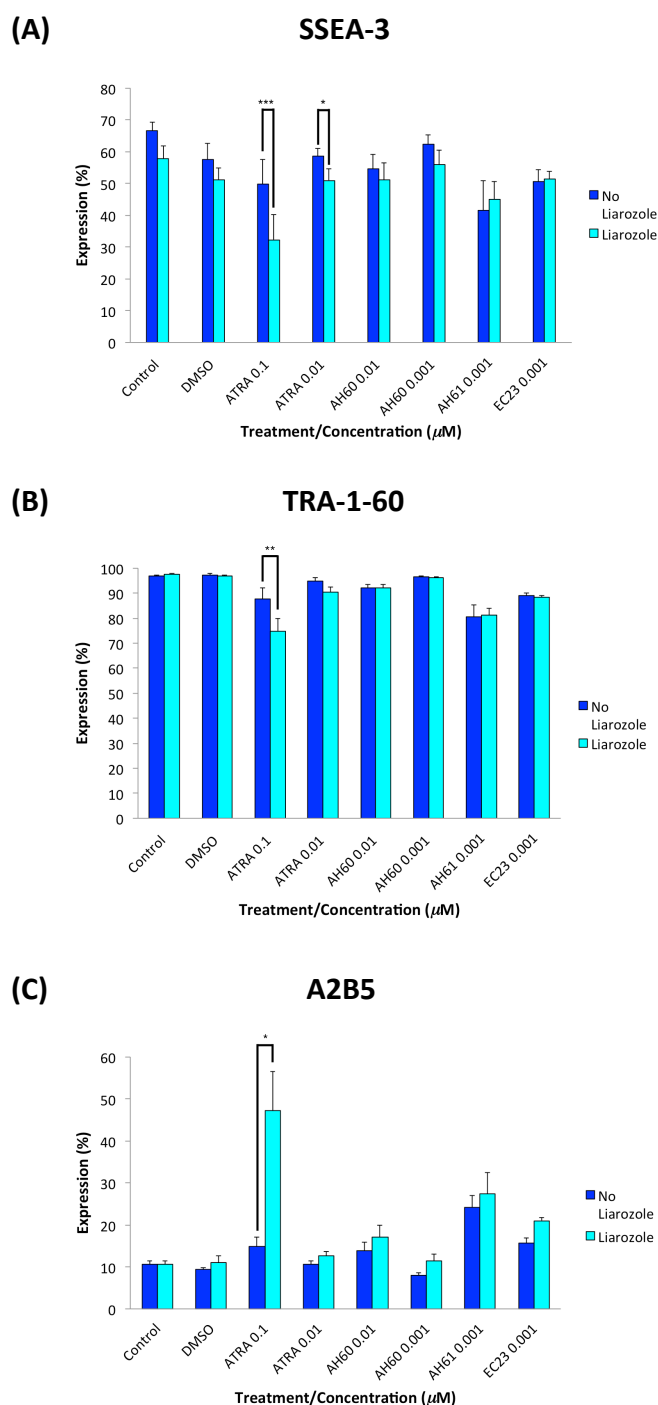 (A) SSEA-3
80
70
60
50
40
30
20
10
0
Expression (%)
***
*
No
Liarozole
Liarozole
Control
DMSO
ATRA 0.1
ATRA 0.01
AH60 0.01
AH60 0.001
AH61 0.001
EC23 0.001
Treatment/Concentration (μM)
(B) TRA-1-60
100
90
80
70
60
50
40
30
20
10
0
Expression (%)
**
No
Liarozole
Liarozole
Control
DMSO
ATRA 0.1
ATRA 0.01
AH60 0.01
AH60 0.001
AH61 0.001
EC23 0.001
Treatment/Concentration (μM)
(C) A2B5
60
50
40
30
20
10
0
Expression (%)
*
No
Liarozole
Liarozole
Control
DMSO
ATRA 0.1
ATRA 0.01
AH60 0.01
AH60 0.001
AH61 0.001
EC23 0.001
Treatment/Concentration (μM)